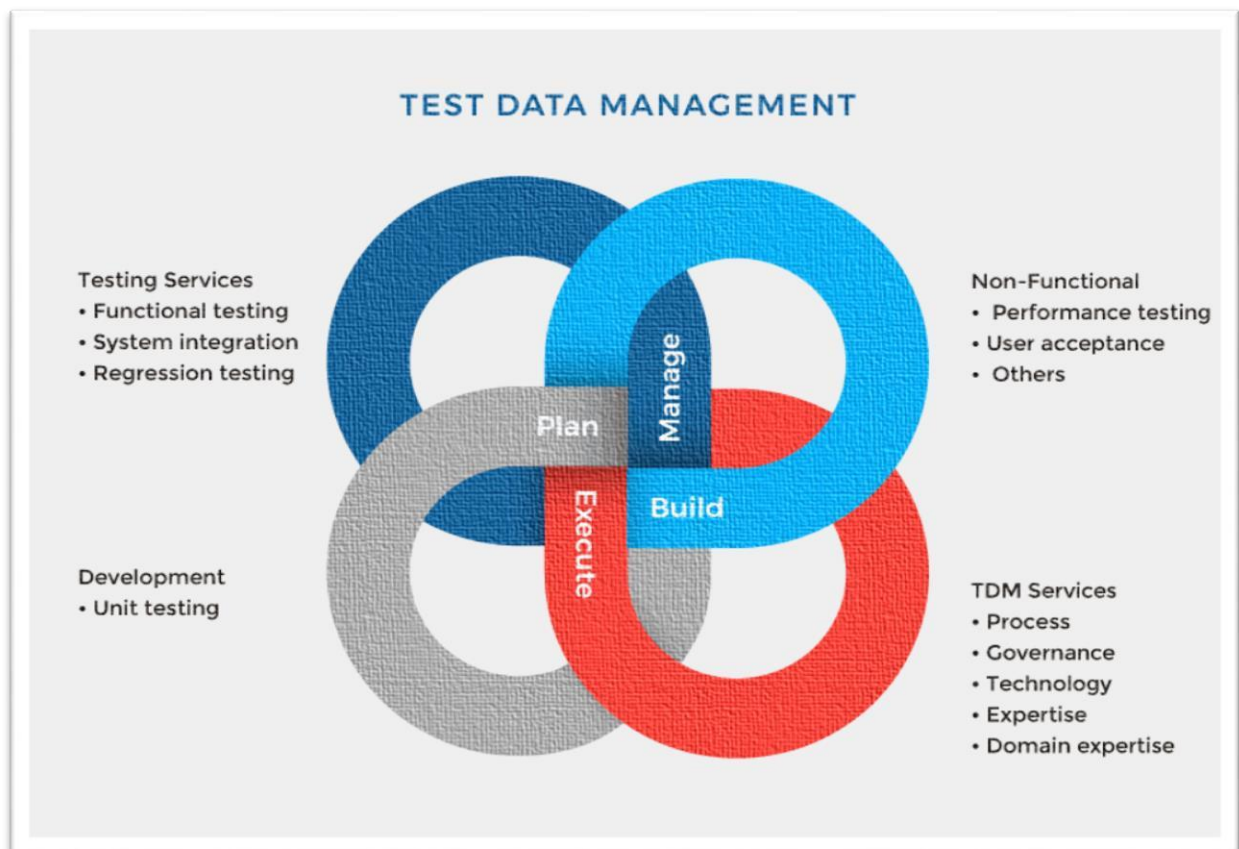 TEST DATA MANAGEMENT
Testing Services
• Functional testing
• System integration
• Regression testing
Non-Functional
• Performance testing
• User acceptance
• Others
Plan
Manage
Execute
Build
Development
• Unit testing
TDM Services
• Process
• Governance
• Technology
• Expertise
• Domain expertise